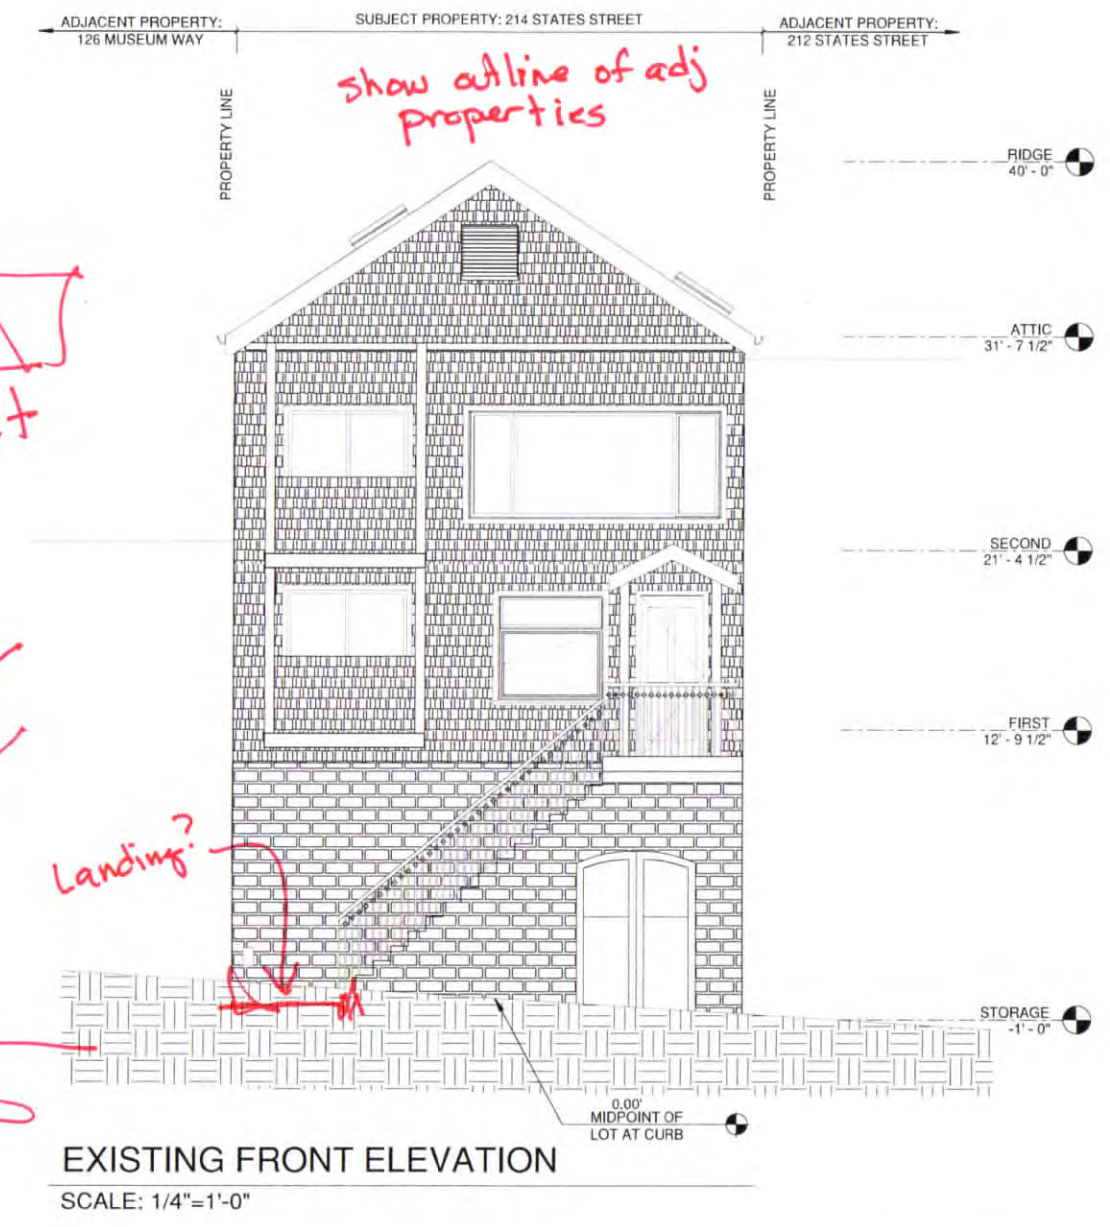 ADJACENT PROPERTY:
126 MUSEUM WAY
SUBJECT PROPERTY: 214 STATES STREET
ADJACENT PROPERTY:
212 STATES STREET
show outline of adj
properties
PROPERTY LINE
PROPERTY LINE
RIDGE
40' - 0"
ATTIC
31' - 7 1/2"
SECOND
21' - 4 1/2"
FIRST
12' - 9 1/2"
Landing?
STORAGE
-1' - 0"
0.00'
MIDPOINT OF
LOT AT CURB
EXISTING FRONT ELEVATION
SCALE: 1/4"=1'-0"